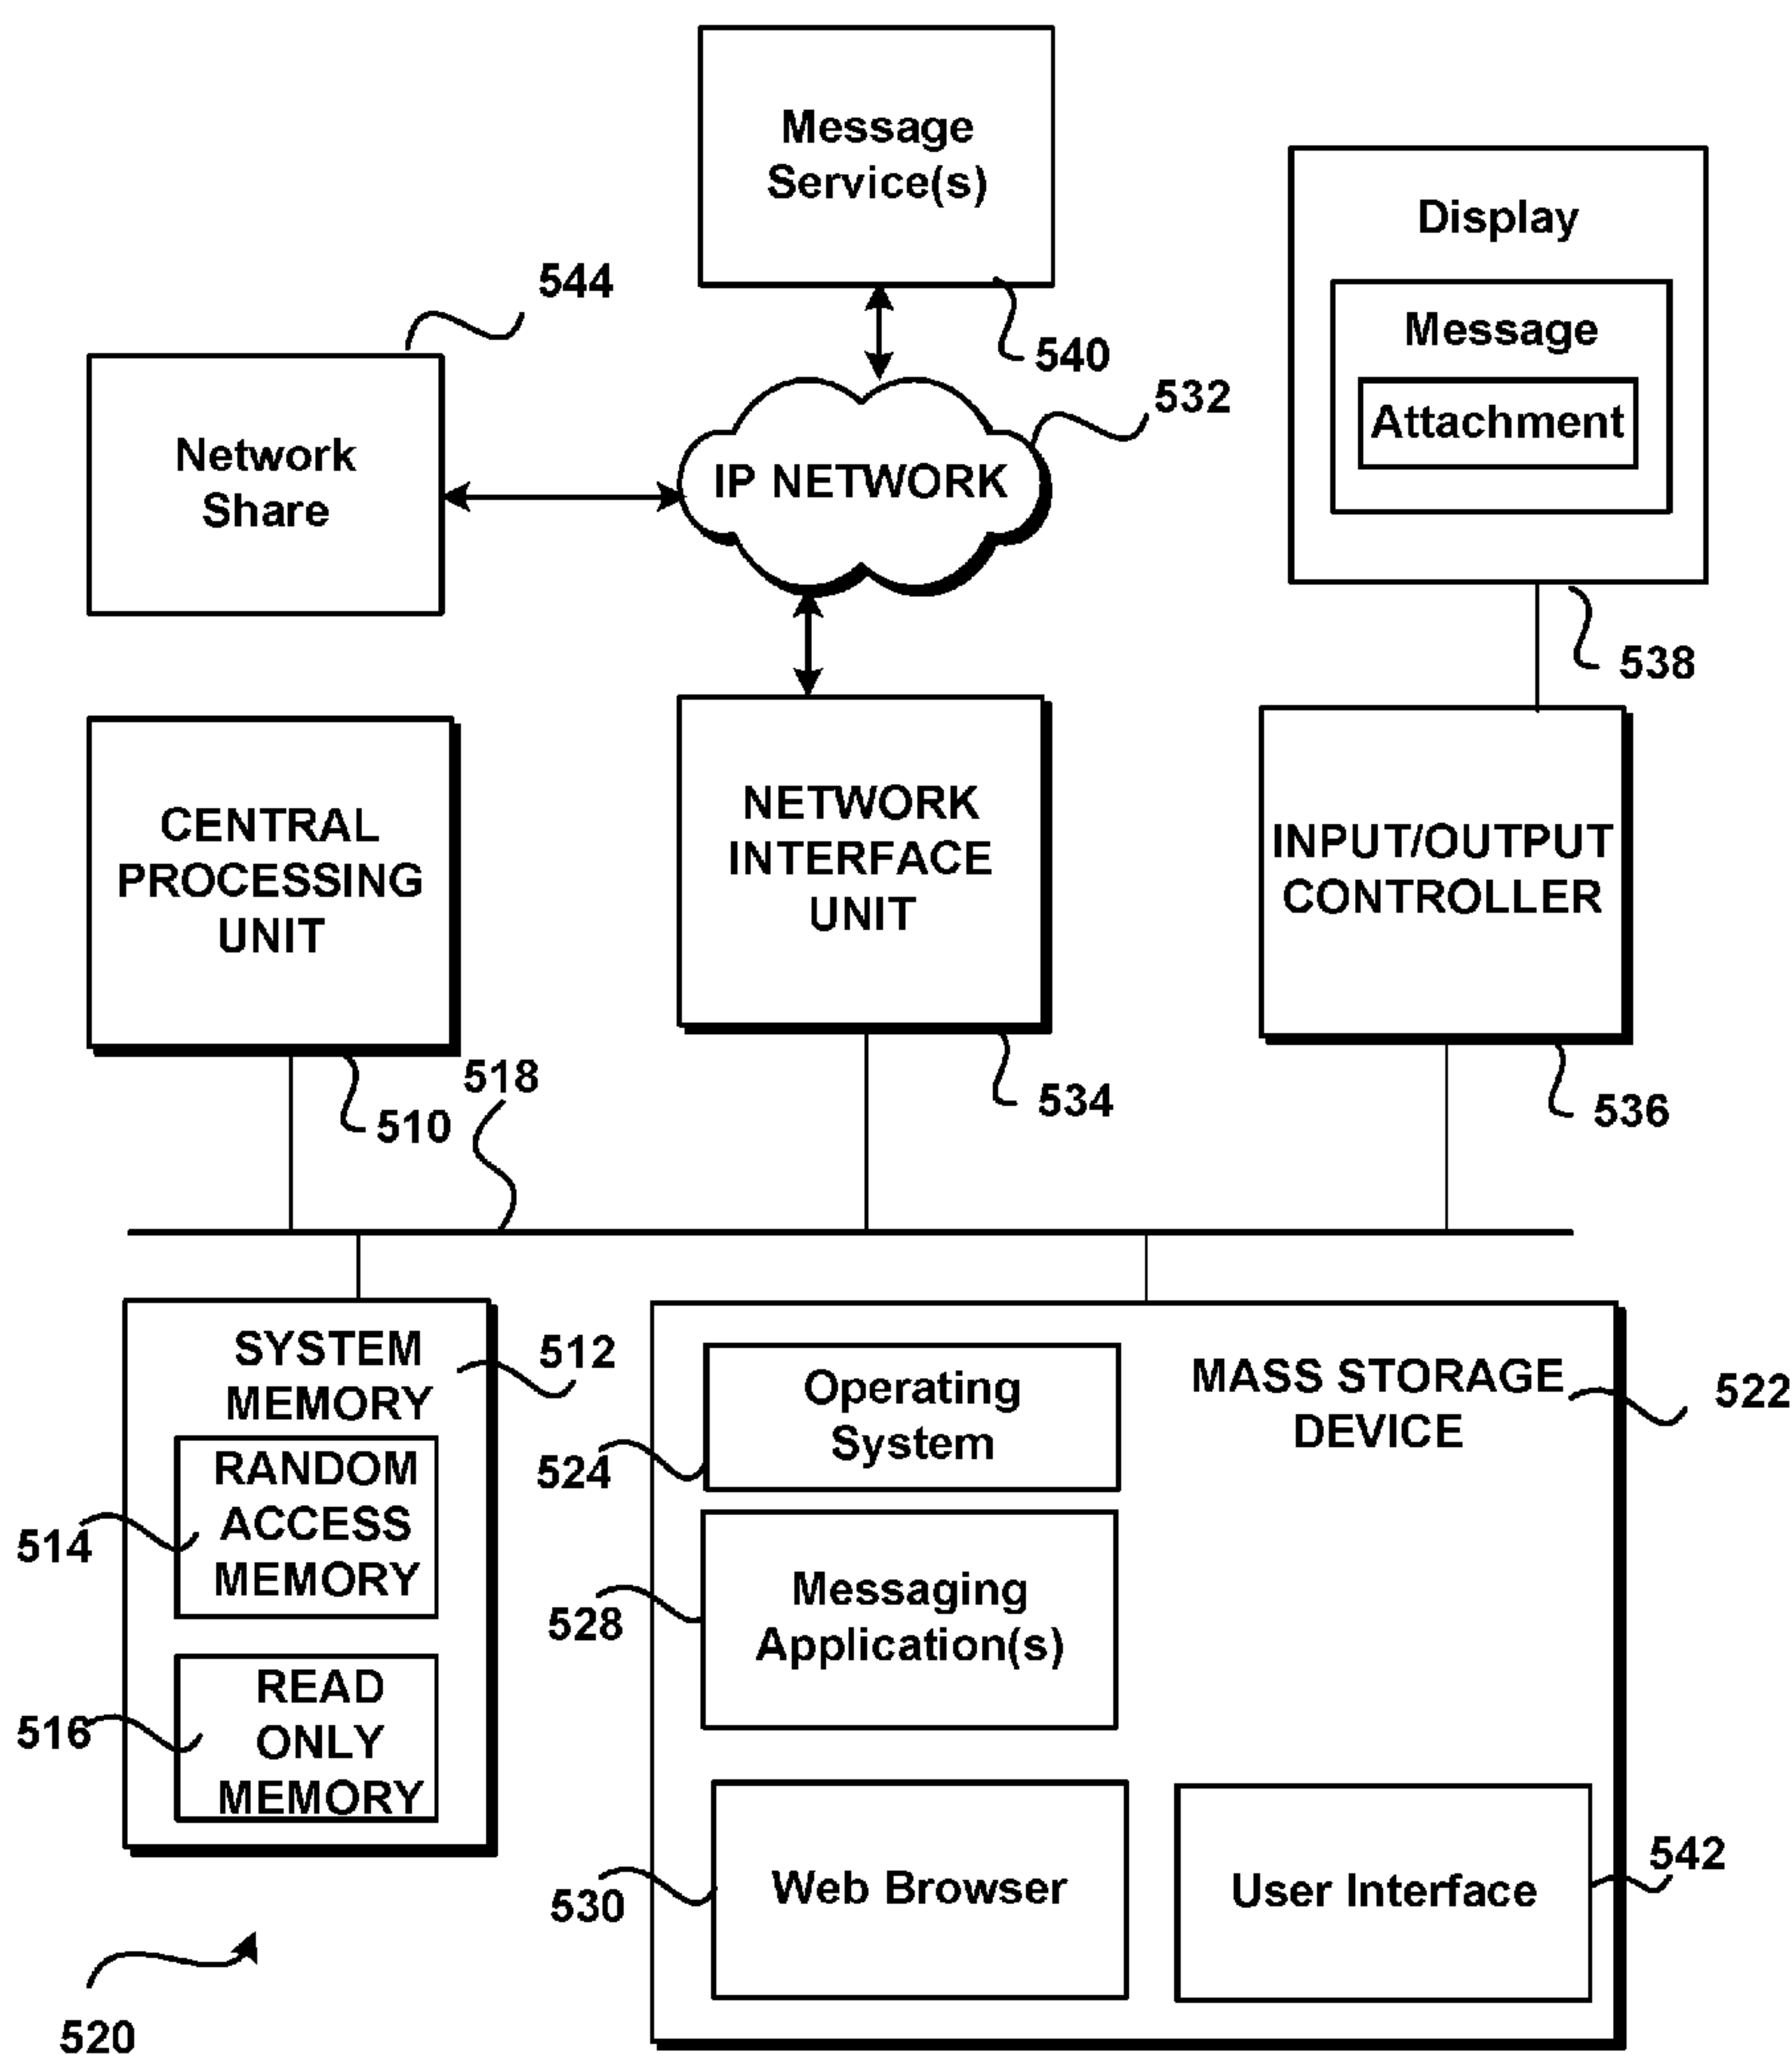 Message
Service(s)
540
544
Network
Share
532
IP NETWORK
Display
Message
Attachment
538
CENTRAL
PROCESSING
UNIT
510
NETWORK
INTERFACE
UNIT
534
INPUT/OUTPUT
CONTROLLER
536
518
SYSTEM
MEMORY
512
RANDOM
ACCESS
MEMORY
514
READ
ONLY
MEMORY
516
MASS STORAGE
DEVICE
522
Operating
System
524
Messaging
Application(s)
528
Web Browser
530
User Interface
542
520